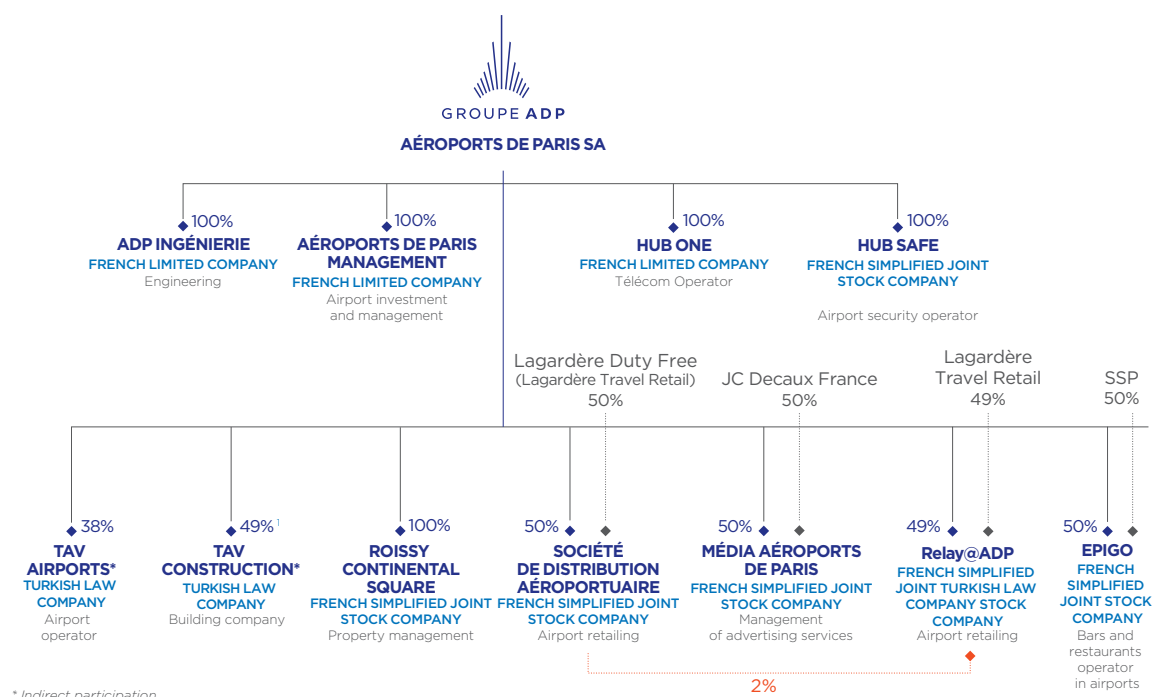 GROUPE ADP
AÉROPORTS DE PARIS SA
100%
ADP INGÉNIERIE
FRENCH LIMITED COMPANY
Engineering
100%
AÉROPORTS DE PARIS
MANAGEMENT
FRENCH LIMITED COMPANY
Airport investment
and management
100%
HUB ONE
FRENCH LIMITED COMPANY
Télécom Operator
100%
HUB SAFE
FRENCH SIMPLIFIED JOINT
STOCK COMPANY
Airport security operator
Lagardère Duty Free
(Lagardère Travel Retail)
50%
JC Decaux France
50%
Lagardère
Travel Retail
49%
SSP
50%
38%
TAV
AIRPORTS*
TURKISH LAW
COMPANY
Airport
operator
49% 1
TAV
CONSTRUCTION*
TURKISH LAW
COMPANY
Building company
100%
ROISSY
CONTINENTAL
SQUARE
FRENCH SIMPLIFIED JOINT
STOCK COMPANY
Property management
50%
SOCIÉTÉ
DE DISTRIBUTION
AÉROPORTUAIRE
FRENCH SIMPLIFIED JOINT
STOCK COMPANY
Airport retailing
50%
MÉDIA AÉROPORTS
DE PARIS
FRENCH SIMPLIFIED JOINT
STOCK COMPANY
Management
of advertising services
49%
Relay@ADP
FRENCH SIMPLIFIED
JOINT TURKISH LAW
COMPANY STOCK
COMPANY
Airport retailing
50%
EPIGO
FRENCH
SIMPLIFIED
JOINT STOCK
COMPANY
Bars and
restaurants
operator
in airports
2%
* Indirect participation